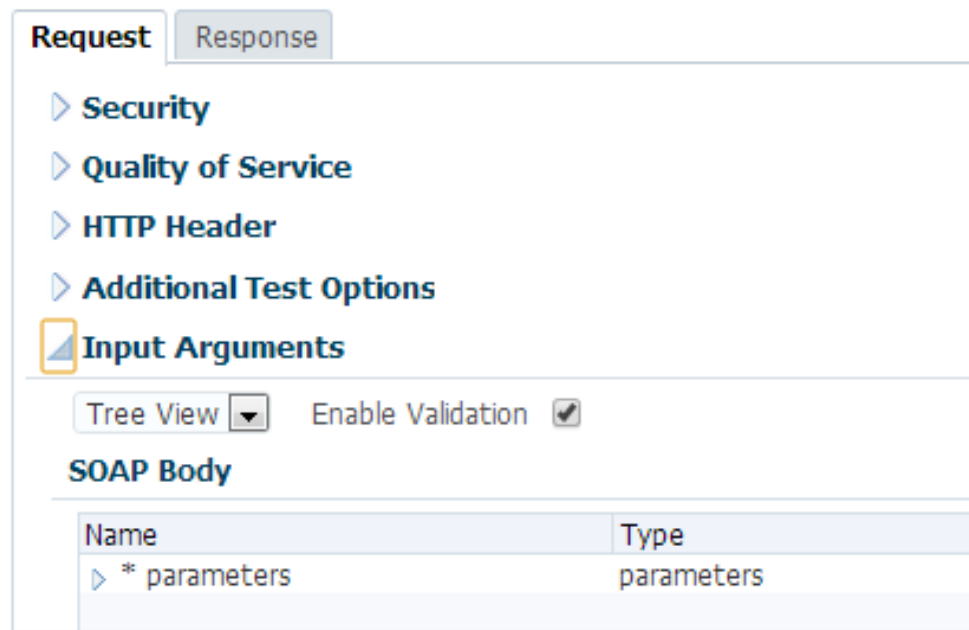 Request Response
Security
Quality of Service
HTTP Header
Additional Test Options
Input Arguments
Tree View Enable Validation
SOAP Body
Name Type
* parameters parameters